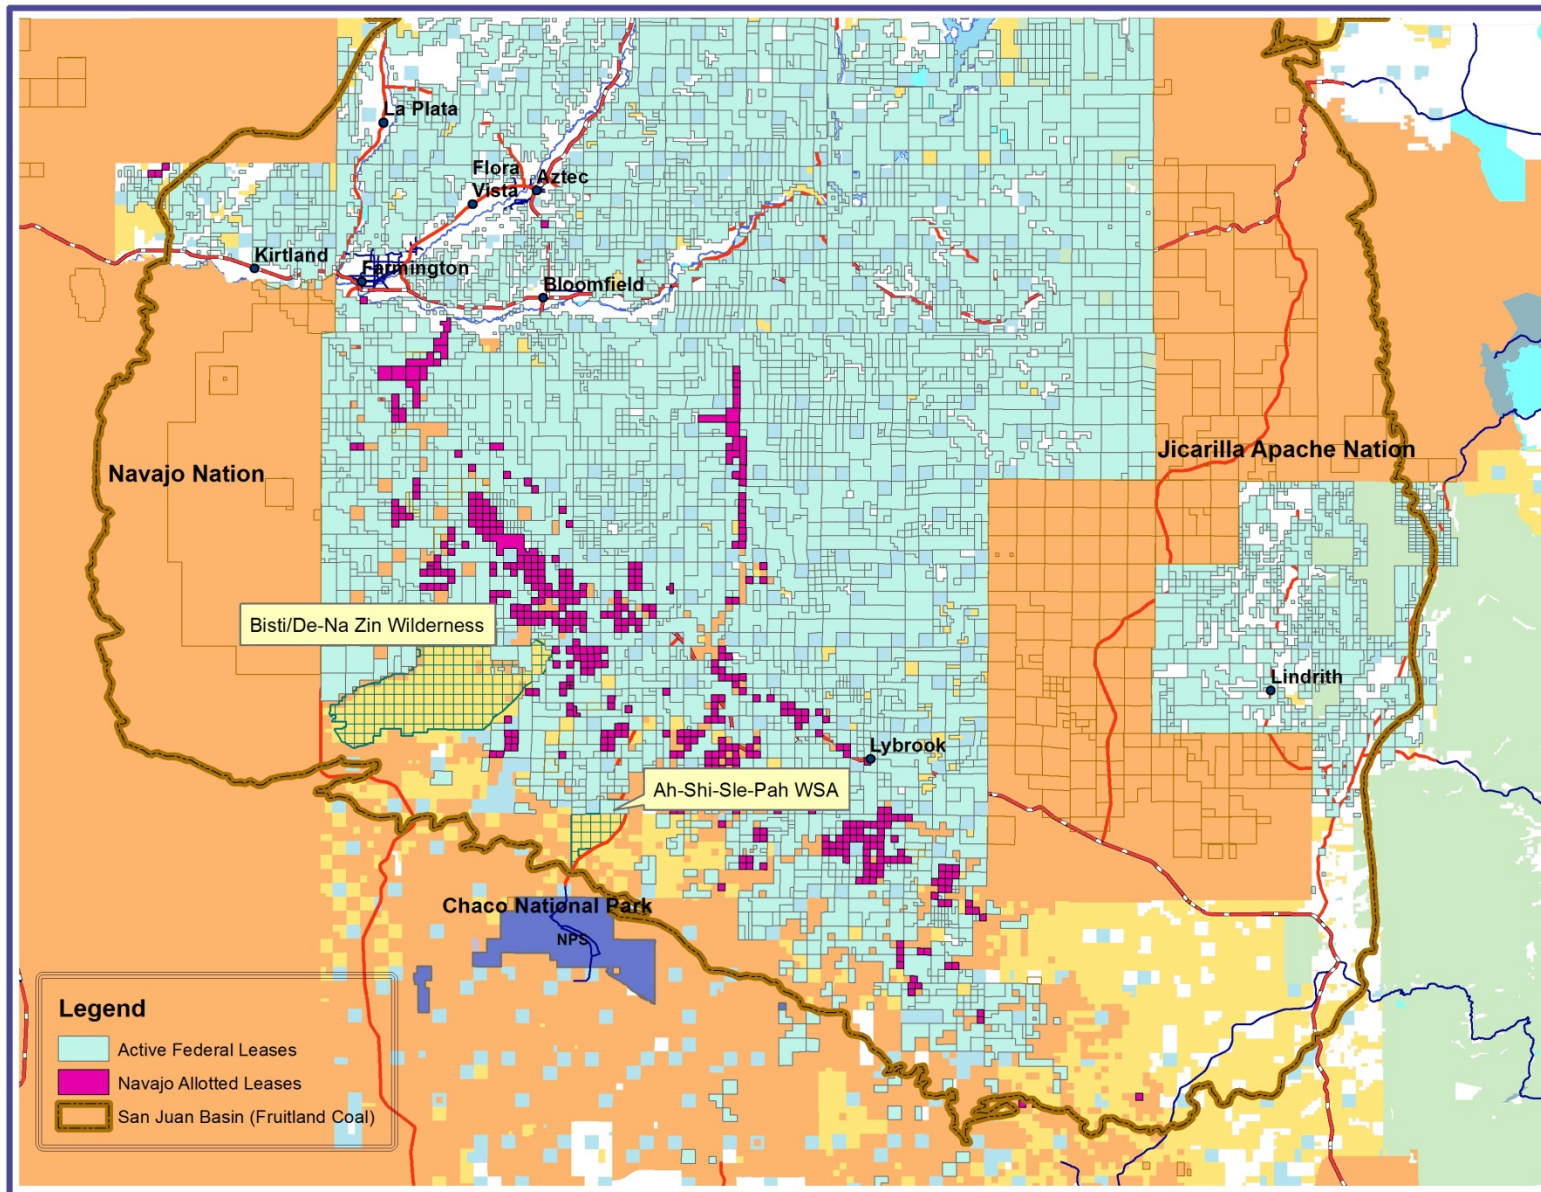 La Plata
Flora
Vista
Aztec
Kirtland
Farmington
Bloomfield
Navajo Nation
Jicarilla Apache Nation
Bisti/De-Na Zin Wilderness
Lindrith
Lybrook
Ah-Shi-Sle-Pah WSA
Chaco National Park
NPS
Legend
Active Federal Leases
Navajo Allotted Leases
San Juan Basin (Fruitland Coal)